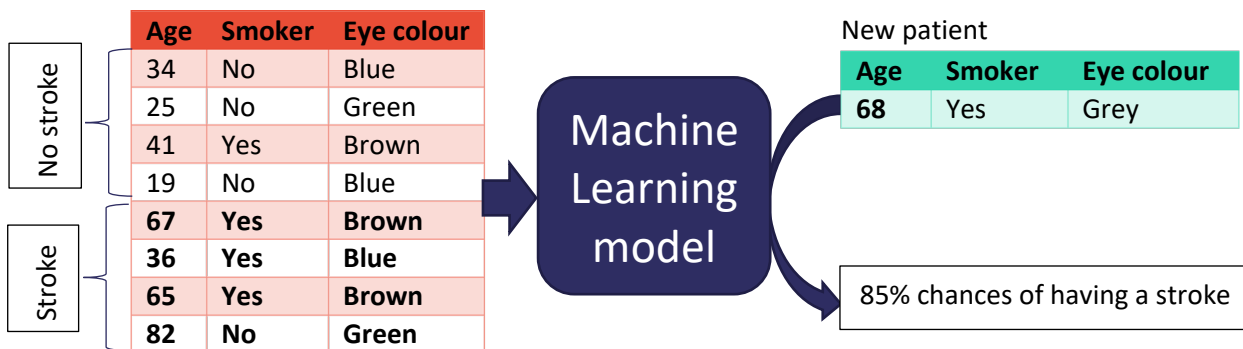 No stroke
Stroke
Age Smoker Eye colour
34 No Blue
25 No Green
41 Yes Brown
19 No Blue
67 Yes Brown
36 Yes Blue
65 Yes Brown
82 No Green
Machine
Learning
model
New patient
Age Smoker Eye colour
68 Yes Grey
85% chances of having a stroke